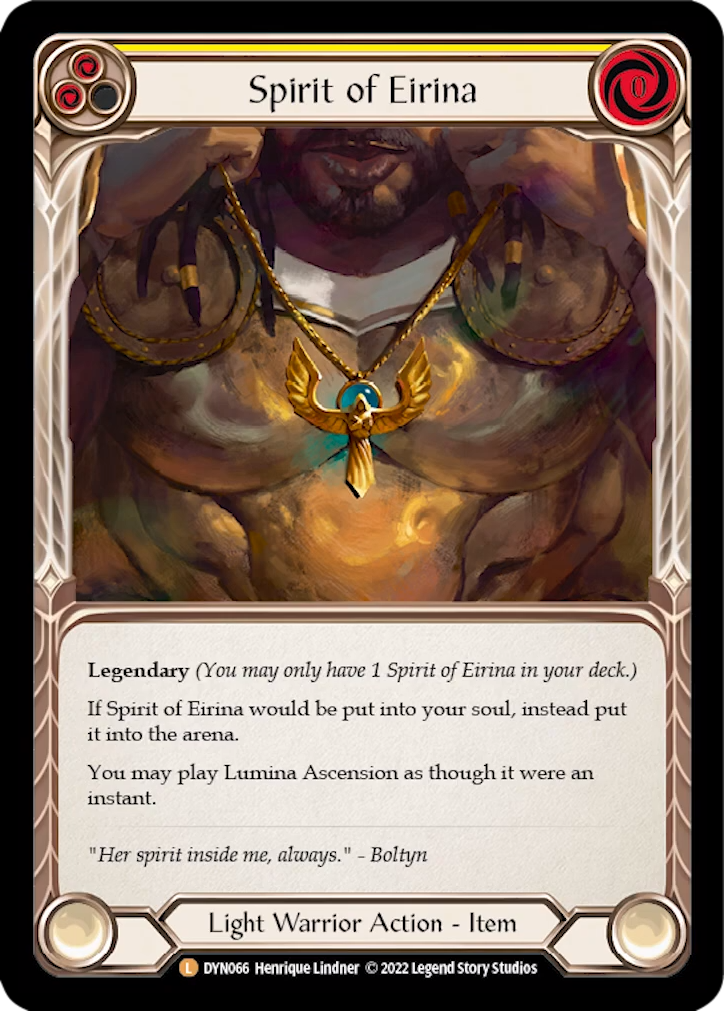 Spirit of Eirina
0
Legendary (You may only have 1 Spirit of Eirina in your deck.)
If Spirit of Eirina would be put into your soul, instead put
it into the arena.
You may play Lumina Ascension as though it were an
instant.
"Her spirit inside me, always." - Boltyn
Light Warrior Action - Item
L DYN066 Henrique Lindner © 2022 Legend Story Studios